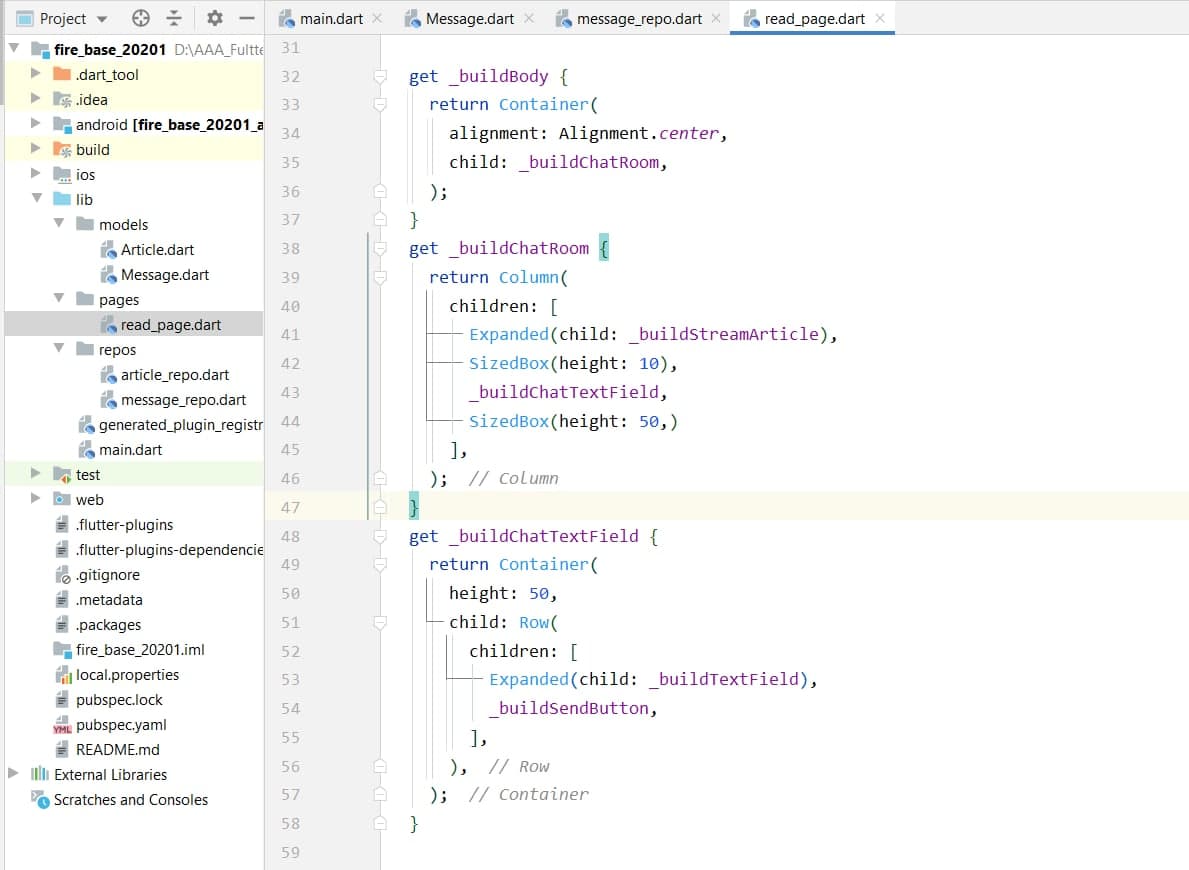 Project
main.dart
Message.dart
message_repo.dart
read_page.dart
fire_base_20201 D:\AAA_Fultte
.dart_tool
.idea
android [fire_base_20201_a
build
ios
lib
models
Article.dart
Message.dart
pages
read_page.dart
repos
article_repo.dart
message_repo.dart
generated_plugin_registr
main.dart
test
web
.flutter-plugins
.flutter-plugins-dependencie
.gitignore
.metadata
.packages
fire_base_20201.iml
local.properties
pubspec.lock
pubspec.yaml
README.md
External Libraries
Scratches and Consoles
31
32 get _buildBody {
33 return Container(
34 alignment: Alignment.center,
35 child: _buildChatRoom,
36 );
37 }
38 get _buildChatRoom {
39 return Column(
40 children: [
41 Expanded(child: _buildStreamArticle),
42 SizedBox(height: 10),
43 _buildChatTextField,
44 SizedBox(height: 50,)
45 ],
46 ); // Column
47 }
48 get _buildChatTextField {
49 return Container(
50 height: 50,
51 child: Row(
52 children: [
53 Expanded(child: _buildTextField),
54 _buildSendButton,
55 ],
56 ), // Row
57 ); // Container
58 }
59